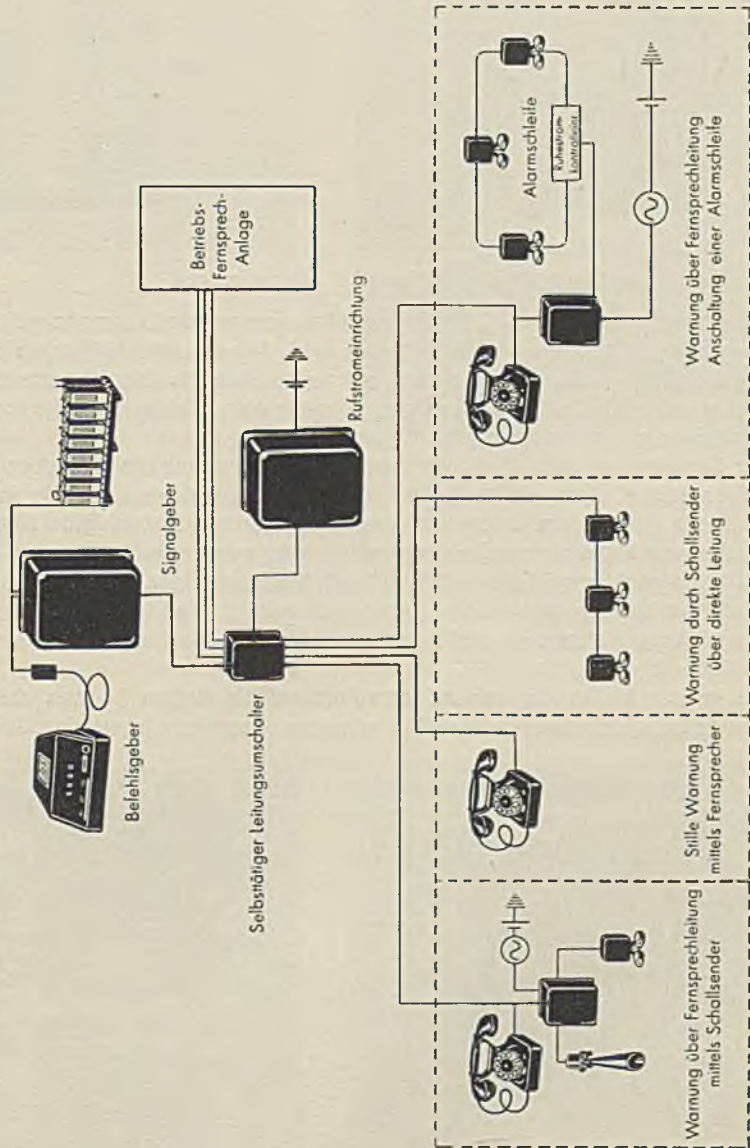 Befehlsgeber
Signalgeber
Selbsttätiger Leitungsumschalter
Rufstromeinrichtung
Betriebs-
Fernsprech-
Anlage
Warnung über Fernsprechleitung
mittels Schallsender
Stille Warnung
mittels Fernsprecher
Warnung durch Schallsender
über direkte Leitung
Alarmschleife
Ruhestrom-
kontrolleinr.
Warnung über Fernsprechleitung
Anschaltung einer Alarmschleife